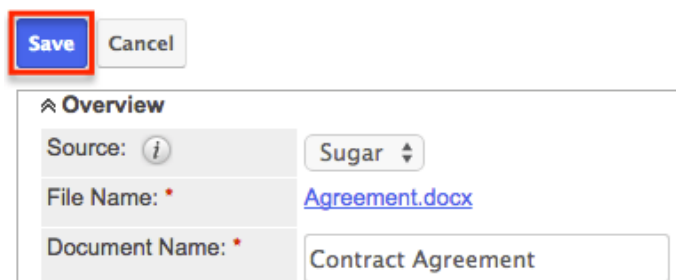 Save Cancel
Overview
Source: i Sugar
File Name: * Agreement.docx
Document Name: * Contract Agreement